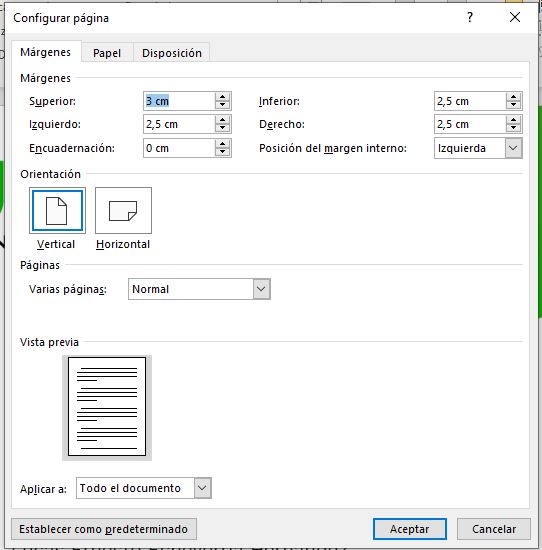 Configurar página
? ×
Márgenes Papel Disposición
Márgenes
Superior: 3 cm Inferior: 2,5 cm
Izquierdo: 2,5 cm Derecho: 2,5 cm
Encuadernación: 0 cm Posición del margen interno: Izquierda
Orientación
Vertical Horizontal
Páginas
Varias páginas: Normal
Vista previa
Aplicar a: Todo el documento
Establecer como predeterminado Aceptar Cancelar